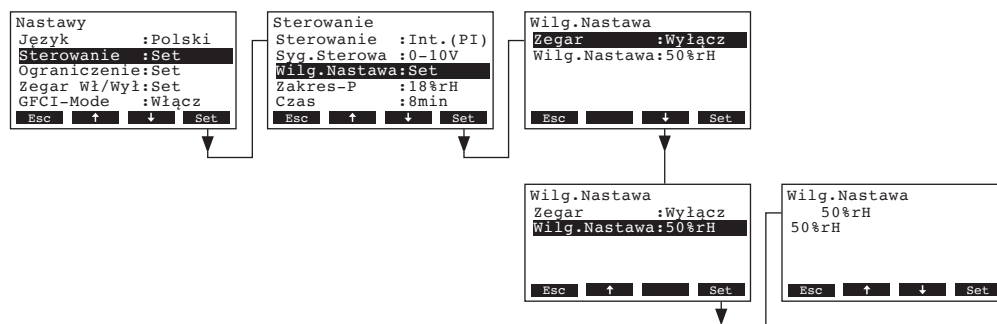 Nastawy
Język :Polski
Sterowanie :Set
Ograniczenie:Set
Zegar Wł/Wył:Set
GFCI-Mode :Włącz
Esc ↑ ↓ Set
Sterowanie
Sterowanie :Int.(PI)
Syg.Sterowa :0-10V
Wilg.Nastawa:Set
Zakres-P :18%rH
Czas :8min
Esc ↑ ↓ Set
Wilg.Nastawa
Zegar :Wyłącz
Wilg.Nastawa:50%rH
Esc ↓ Set
Wilg.Nastawa
Zegar :Wyłącz
Wilg.Nastawa:50%rH
Esc ↑ Set
Wilg.Nastawa
50%rH
50%rH
Esc ↑ ↓ Set